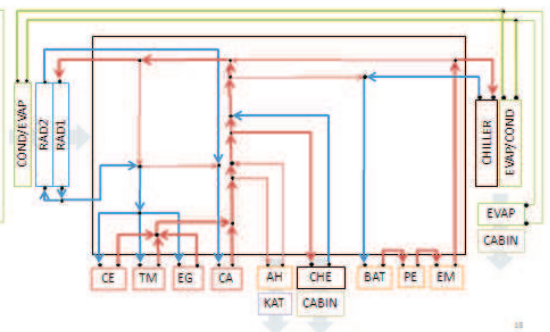 COND/EVAP
RAD2
RAD1
CHILLER
EVAP/COND
EVAP
CABIN
CE TM EG CA AH CHE BAT PE EM
KAT CABIN